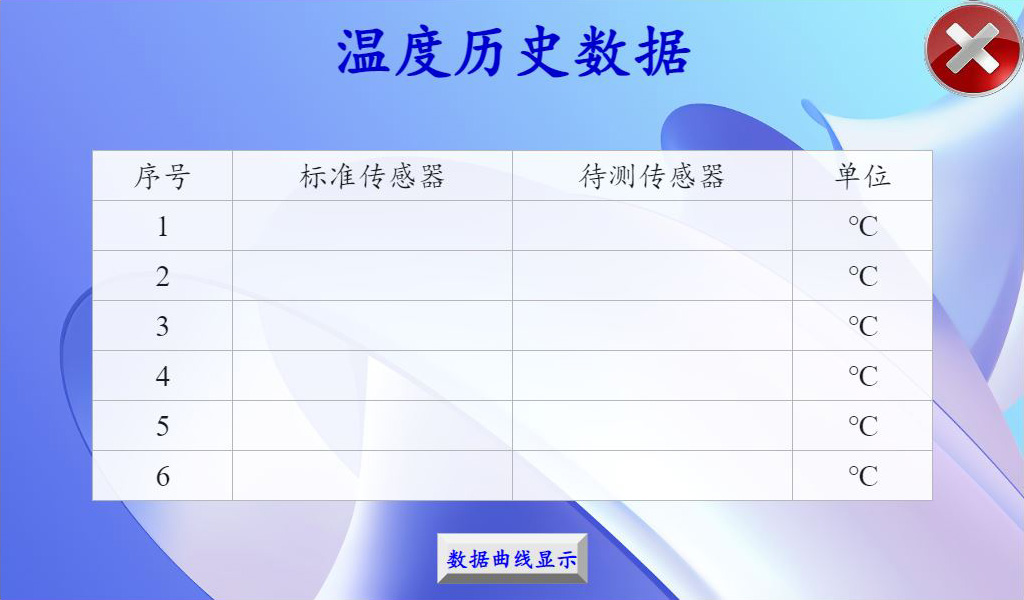 温度历史数据
序号 标准传感器 待测传感器 单位
1 ℃
2 ℃
3 ℃
4 ℃
5 ℃
6 ℃
数据曲线显示